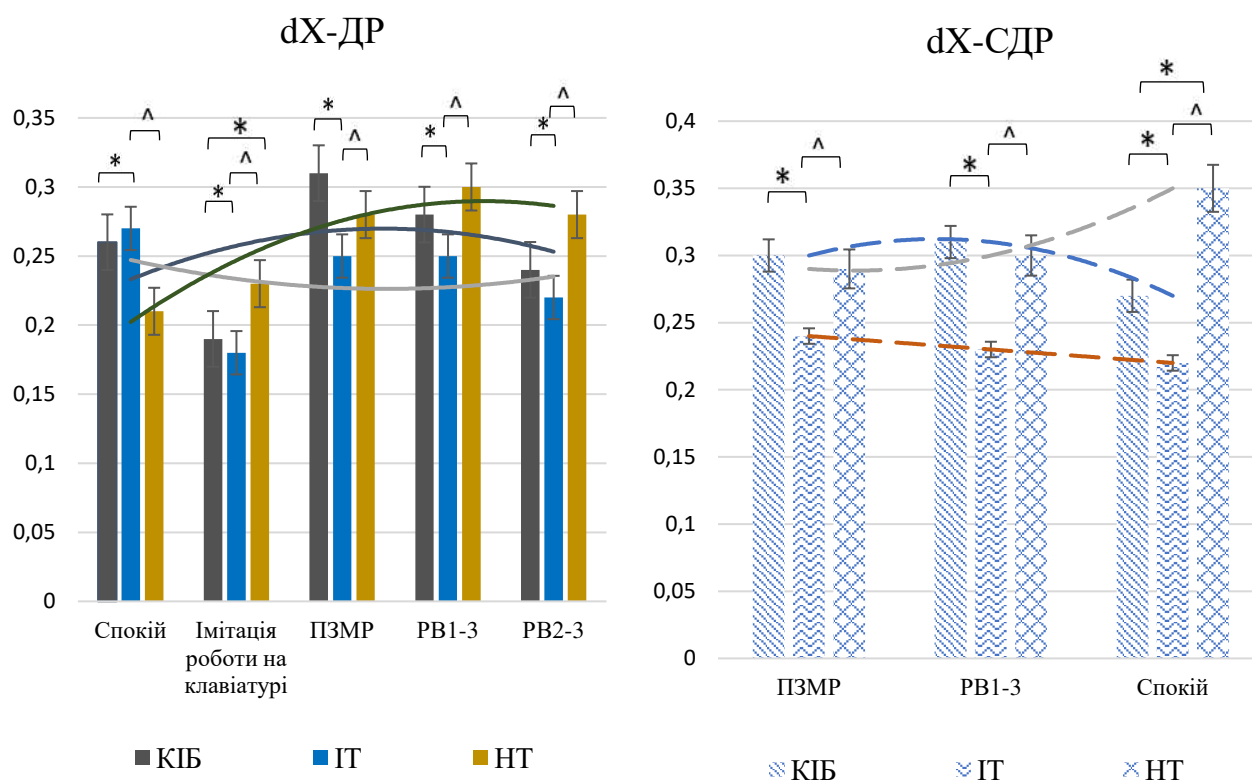 dX-ДР
* ^ * * ^ * ^ * ^ * ^
0,35
0,3
0,25
0,2
0,15
0,1
0,05
0
Спокій
Імітація
роботи на
клавіатурі
ПЗМР
РВ1-3
РВ2-3
КІБ
ІТ
НТ
dX-СДР
* ^ * ^ * * ^
0,4
0,35
0,3
0,25
0,2
0,15
0,1
0,05
0
ПЗМР
РВ1-3
Спокій
КІБ
ІТ
НТ